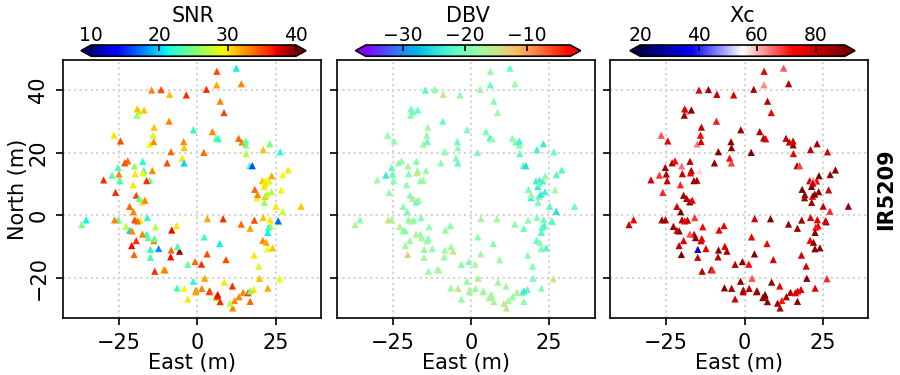 SNR DBV Xc
10 20 30 40 −30 −20 −10 20 40 60 80
40
20
0
−20
North (m)
IR5209
−25 0 25 −25 0 25 −25 0 25
East (m) East (m) East (m)